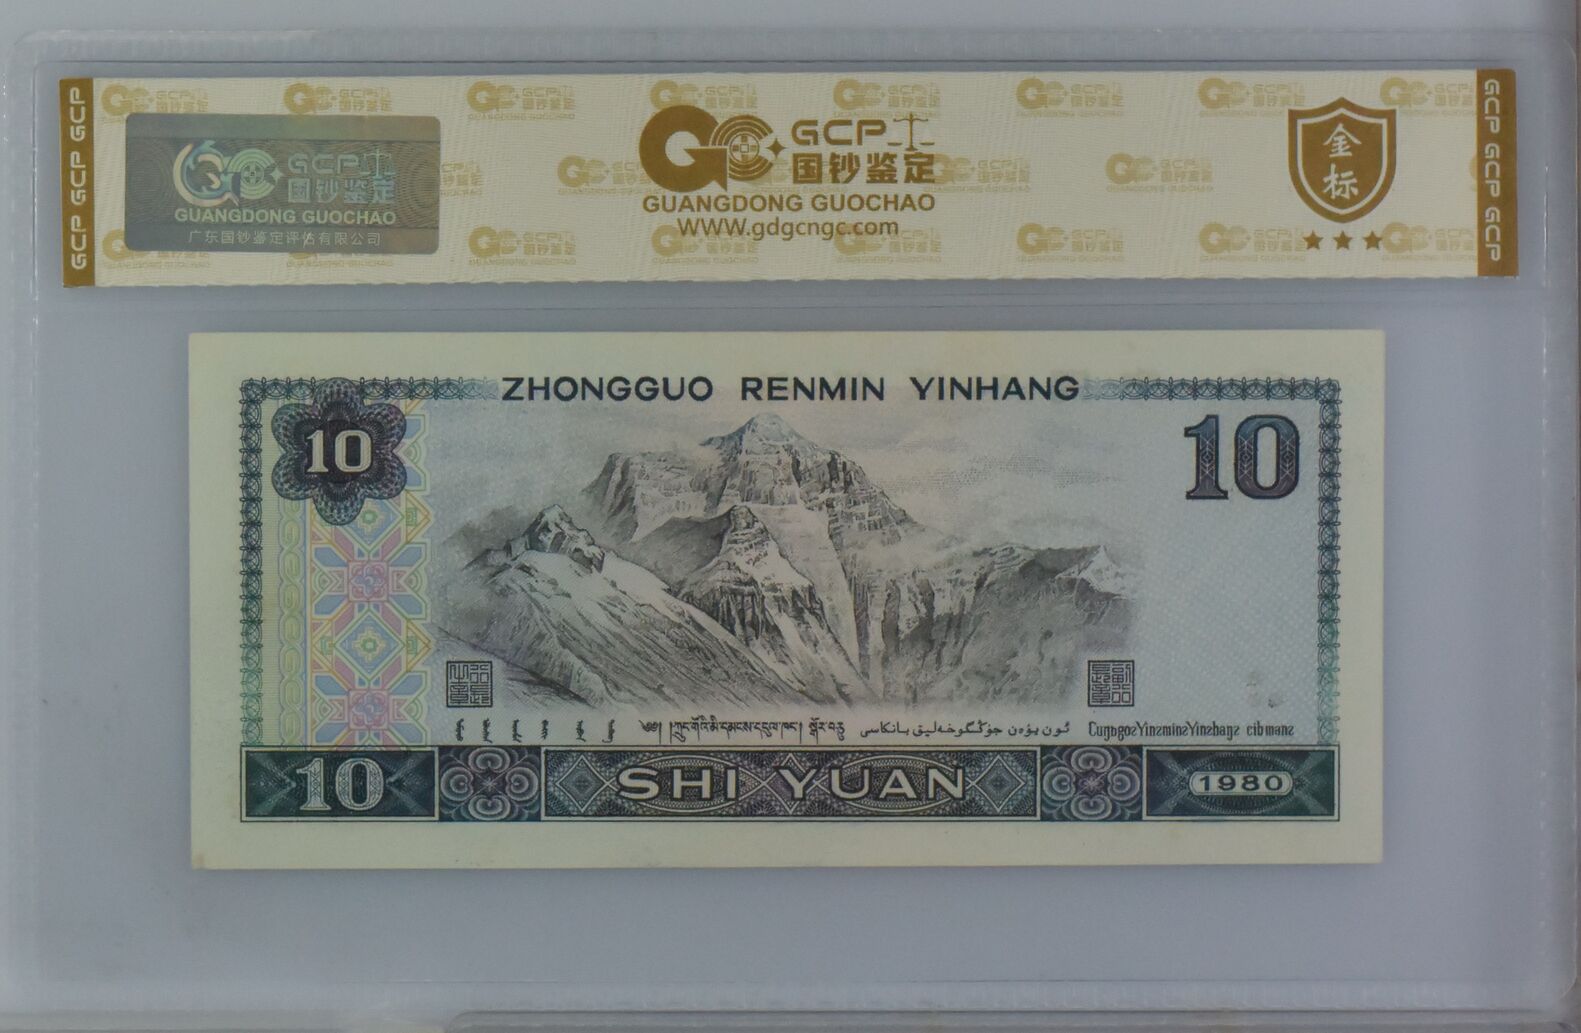 GCP GCP GCP
GCP
国钞鉴定
GUANGDONG GUOCHAO
广东国钞鉴定评估有限公司
GCP
国钞鉴定
GUANGDONG GUOCHAO
WWW.gdgcngc.com
金标
GCP GCP GCP
ZHONGGUO RENMIN YINHANG
10
10
10
SHI YUAN
1980